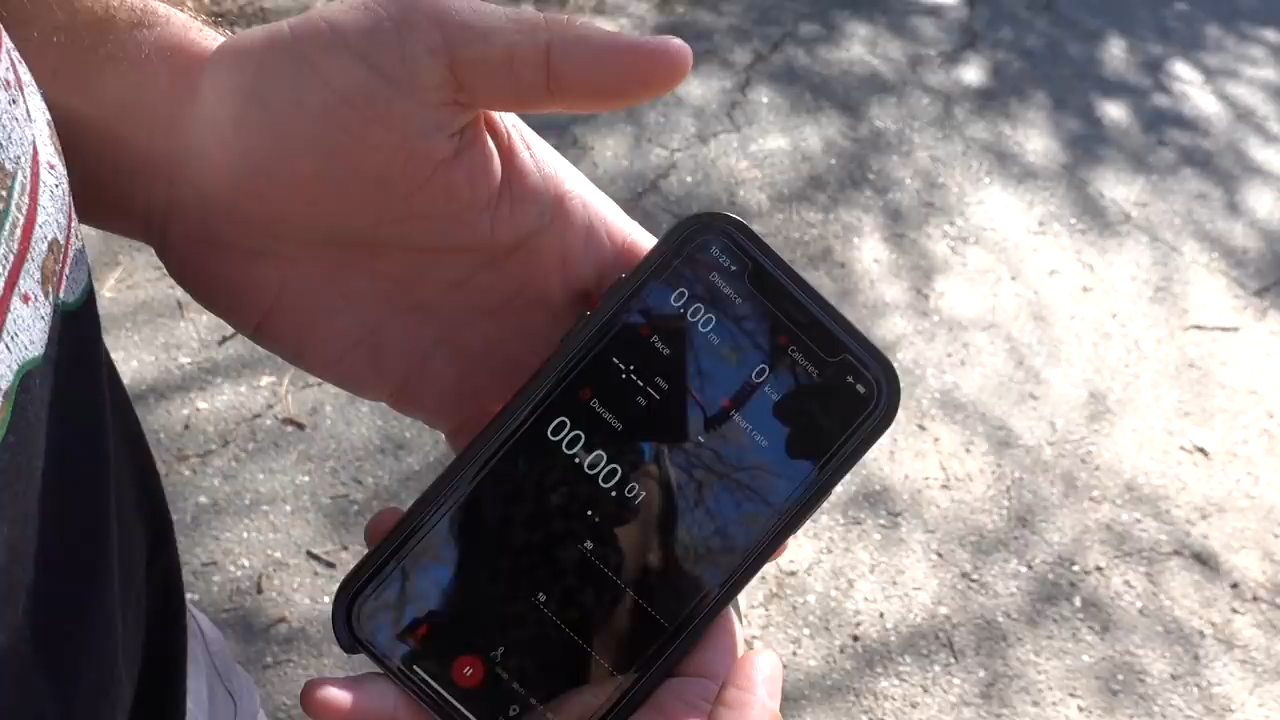 10:23
Distance
0.00 mi
Calories
0 kcal
Pace
--:-- min
mi
Heart rate
–
Duration
00.00.01
20
10